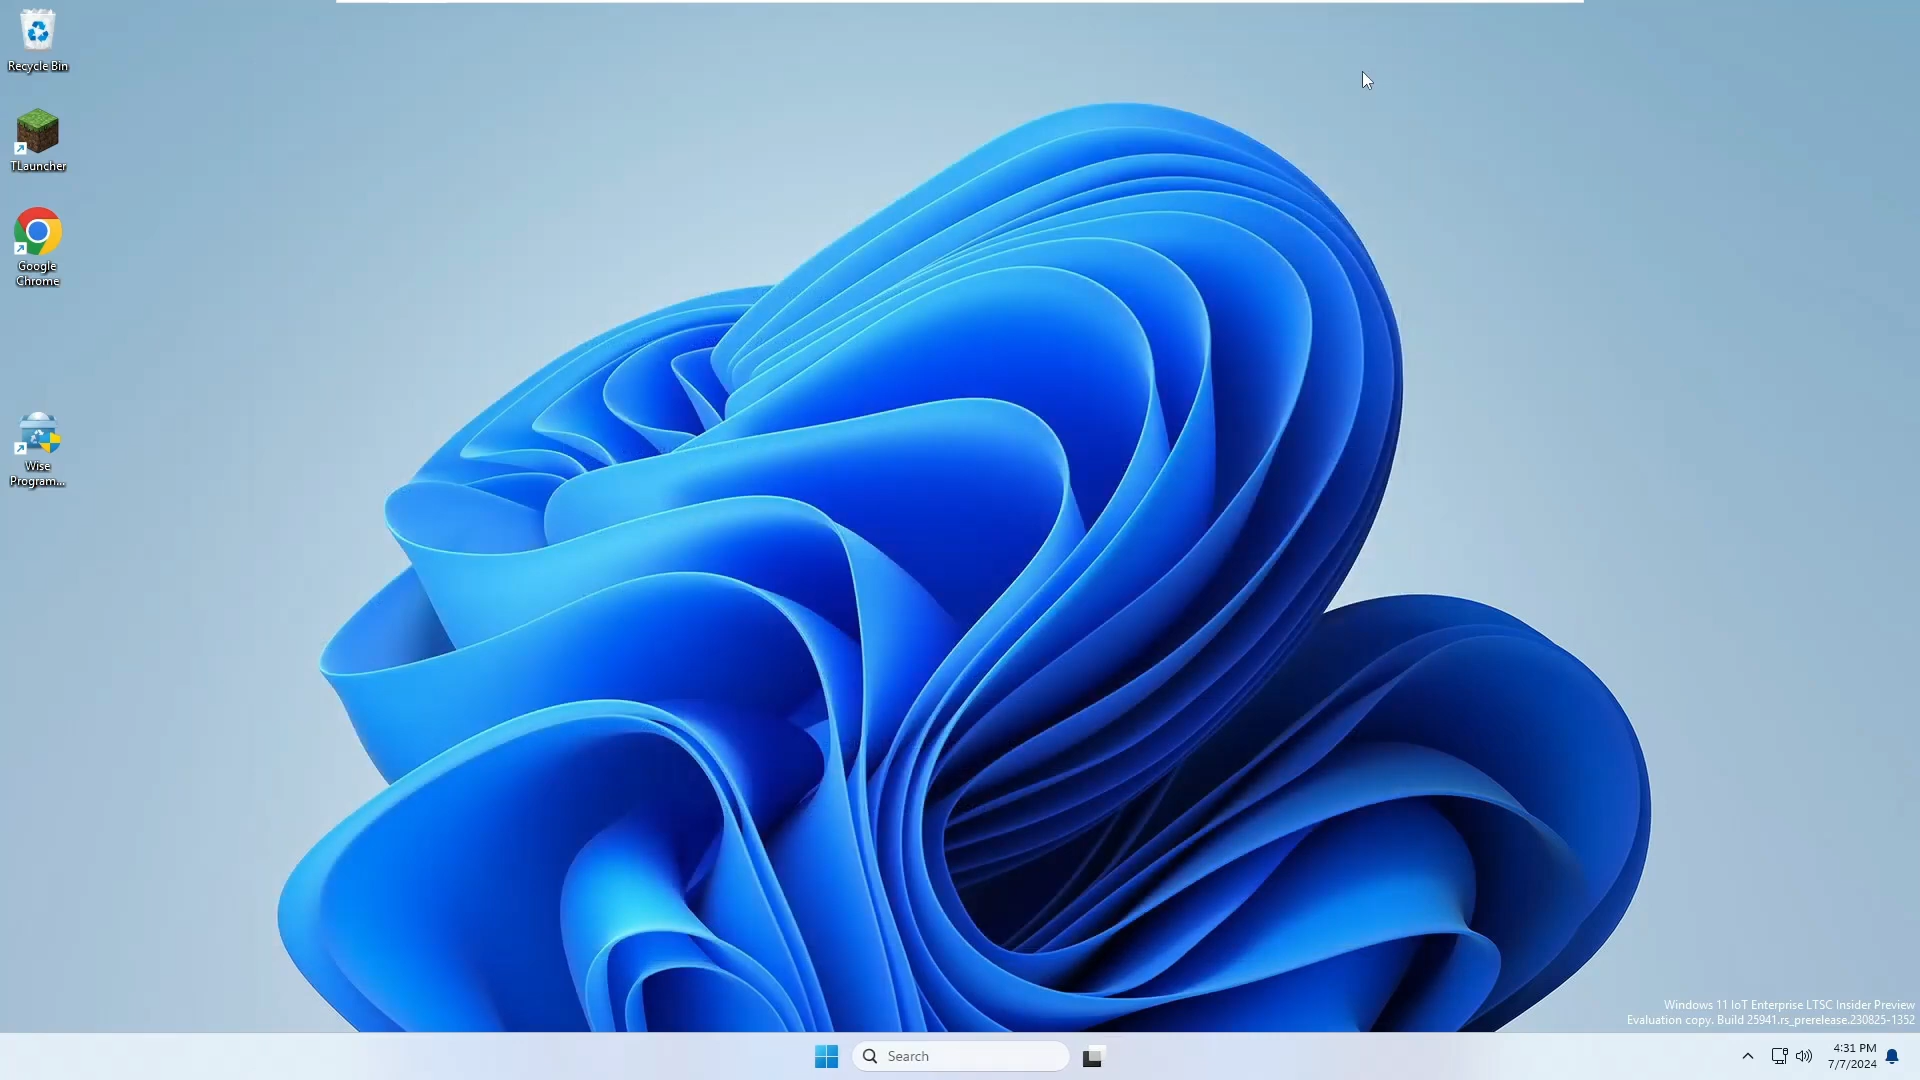 Recycle Bin
TLauncher
Google
Chrome
Wise
Program...
Windows 11 IoT Enterprise LTSC Insider Preview
Evaluation copy. Build 25941.rs_prerelease.230825-1352
Search
4:31 PM
7/7/2024